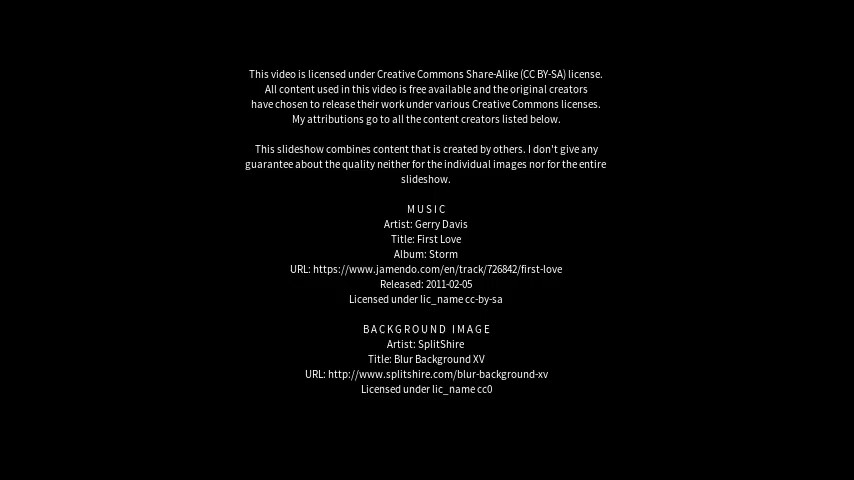 This video is licensed under Creative Commons Share-Alike (CC BY-SA) license.
All content used in this video is free available and the original creators
have chosen to release their work under various Creative Commons licenses.
My attributions go to all the content creators listed below.
This slideshow combines content that is created by others. I don't give any
guarantee about the quality neither for the individual images nor for the entire
slideshow.
MUSIC
Artist: Gerry Davis
Title: First Love
Album: Storm
URL: https://www.jamendo.com/en/track/726842/first-love
Released: 2011-02-05
Licensed under lic_name cc-by-sa
BACKGROUND IMAGE
Artist: SplitShire
Title: Blur Background XV
URL: http://www.splitshire.com/blur-background-xv
Licensed under lic_name cc0